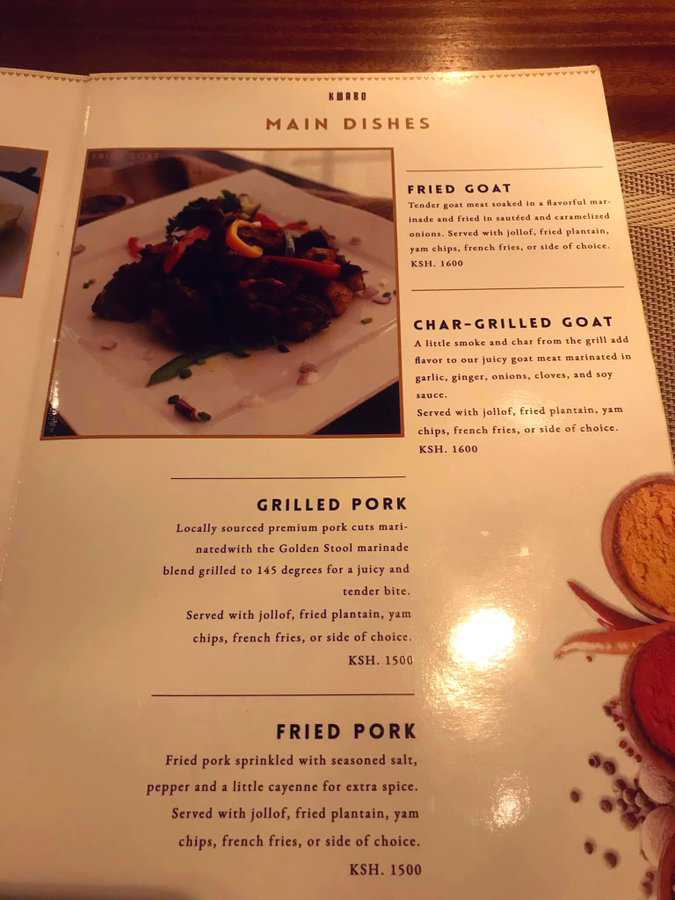 KWABO
MAIN DISHES
FRIED GOAT
FRIED GOAT
Tender goat meat soaked in a flavorful mar-
inade and fried in sautéed and caramelized
onions. Served with jollof, fried plantain,
yam chips, french fries, or side of choice.
KSH. 1600
CHAR-GRILLED GOAT
A little smoke and char from the grill add
flavor to our juicy goat meat marinated in
garlic, ginger, onions, cloves, and soy
sauce.
Served with jollof, fried plantain, yam
chips, french fries, or side of choice.
KSH. 1600
GRILLED PORK
Locally sourced premium pork cuts mari-
natedwith the Golden Stool marinade
blend grilled to 145 degrees for a juicy and
tender bite.
Served with jollof, fried plantain, yam
chips, french fries, or side of choice.
KSH. 1500
FRIED PORK
Fried pork sprinkled with seasoned salt,
pepper and a little cayenne for extra spice.
Served with jollof, fried plantain, yam
chips, french fries, or side of choice.
KSH. 1500